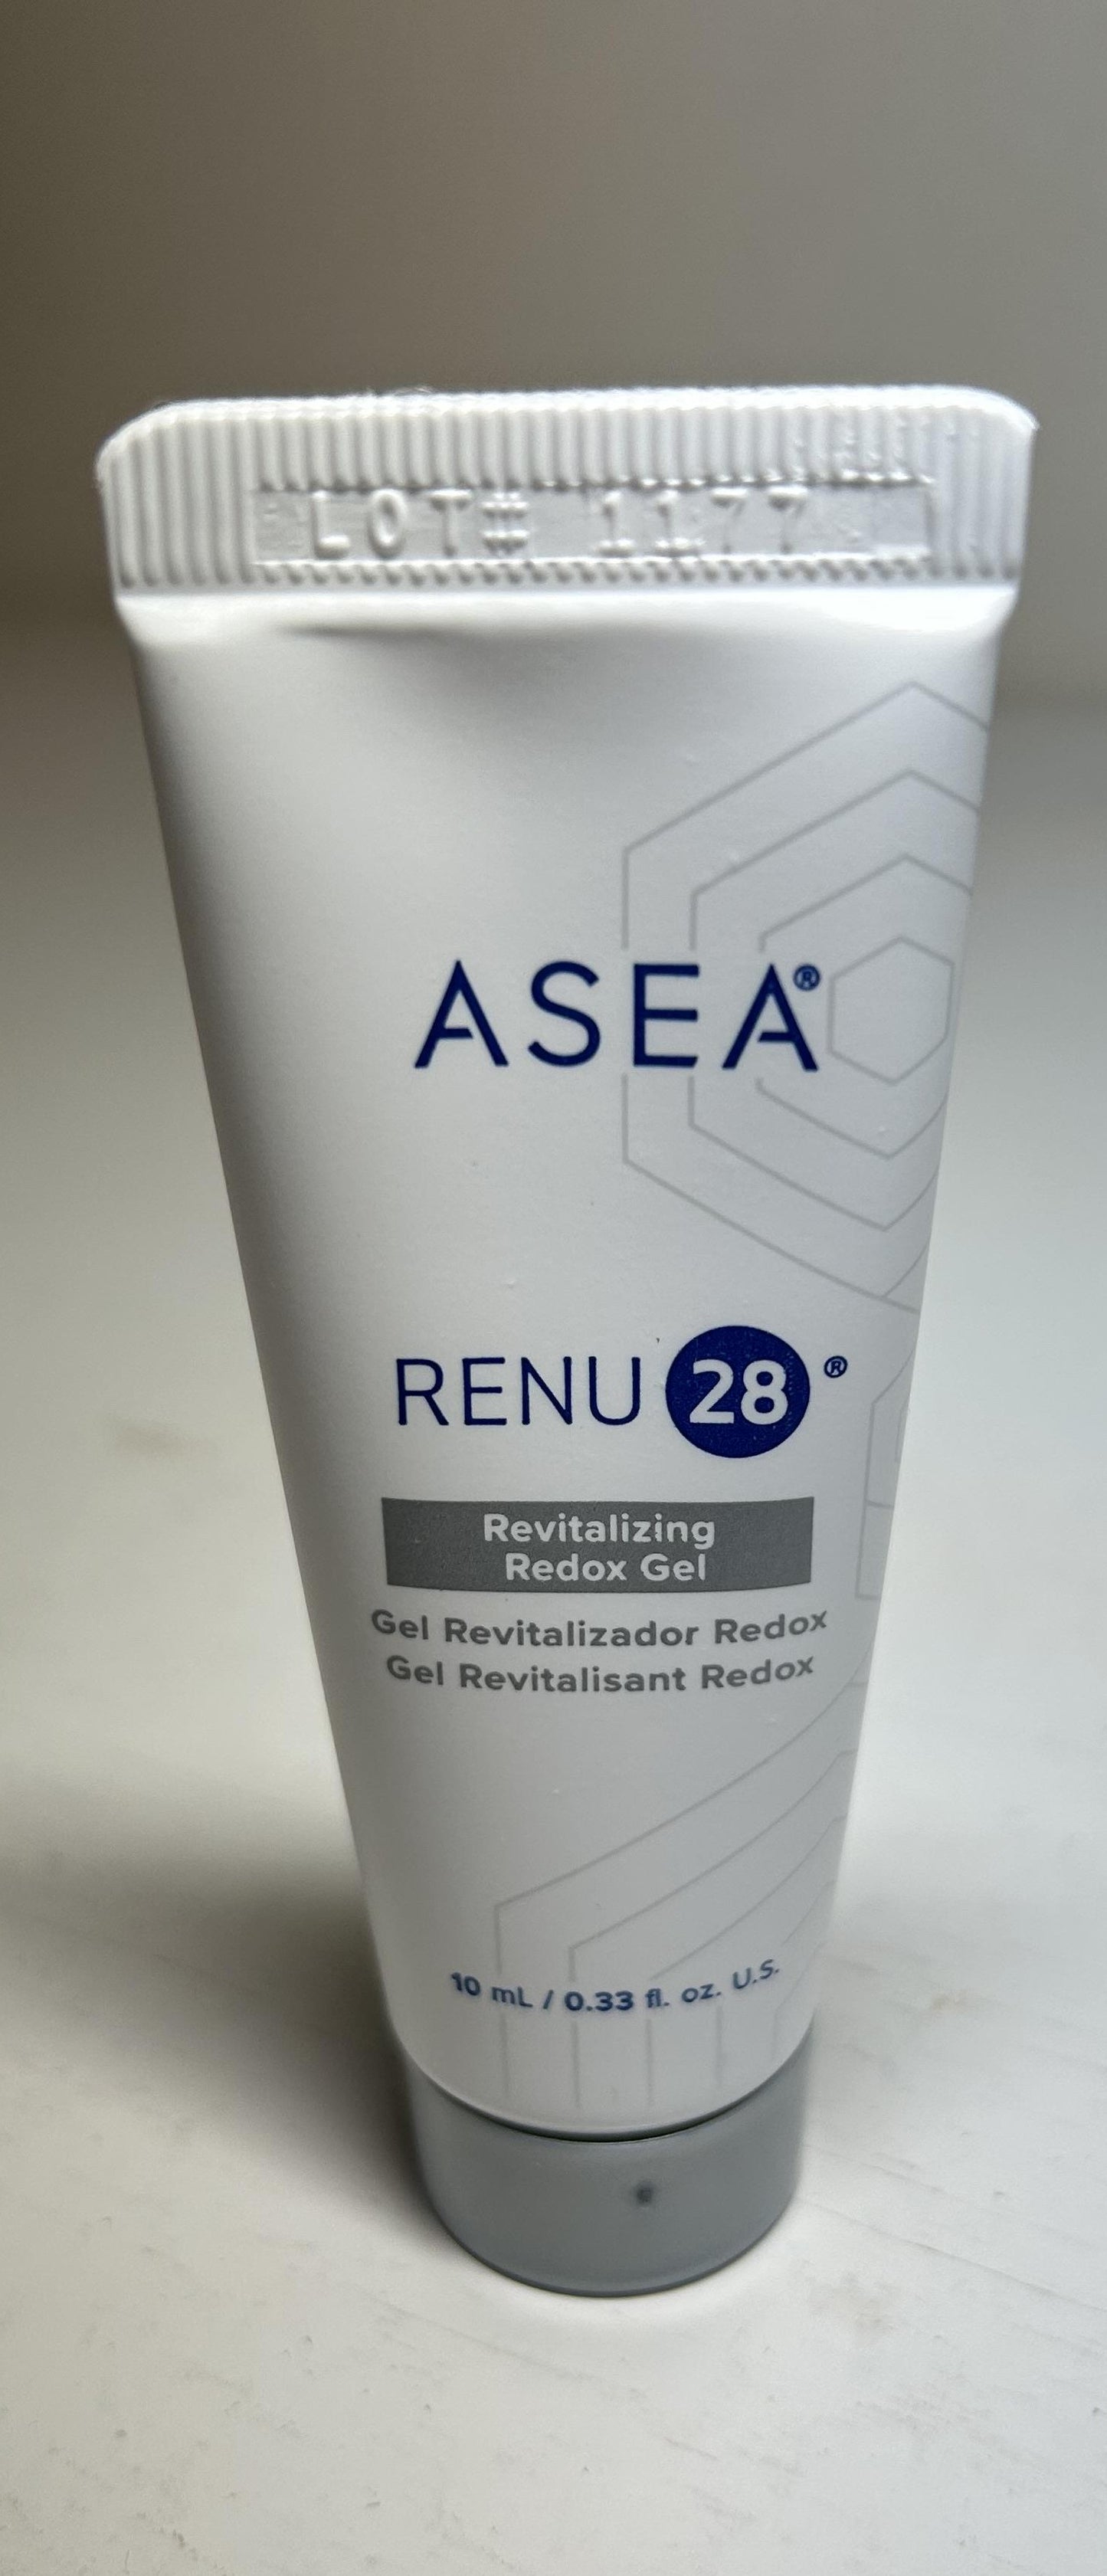 LOT# 1177
ASEA®
RENU 28®
Revitalizing
Redox Gel
Gel Revitalizador Redox
Gel Revitalisant Redox
10 mL / 0.33 fl. oz. U.S.